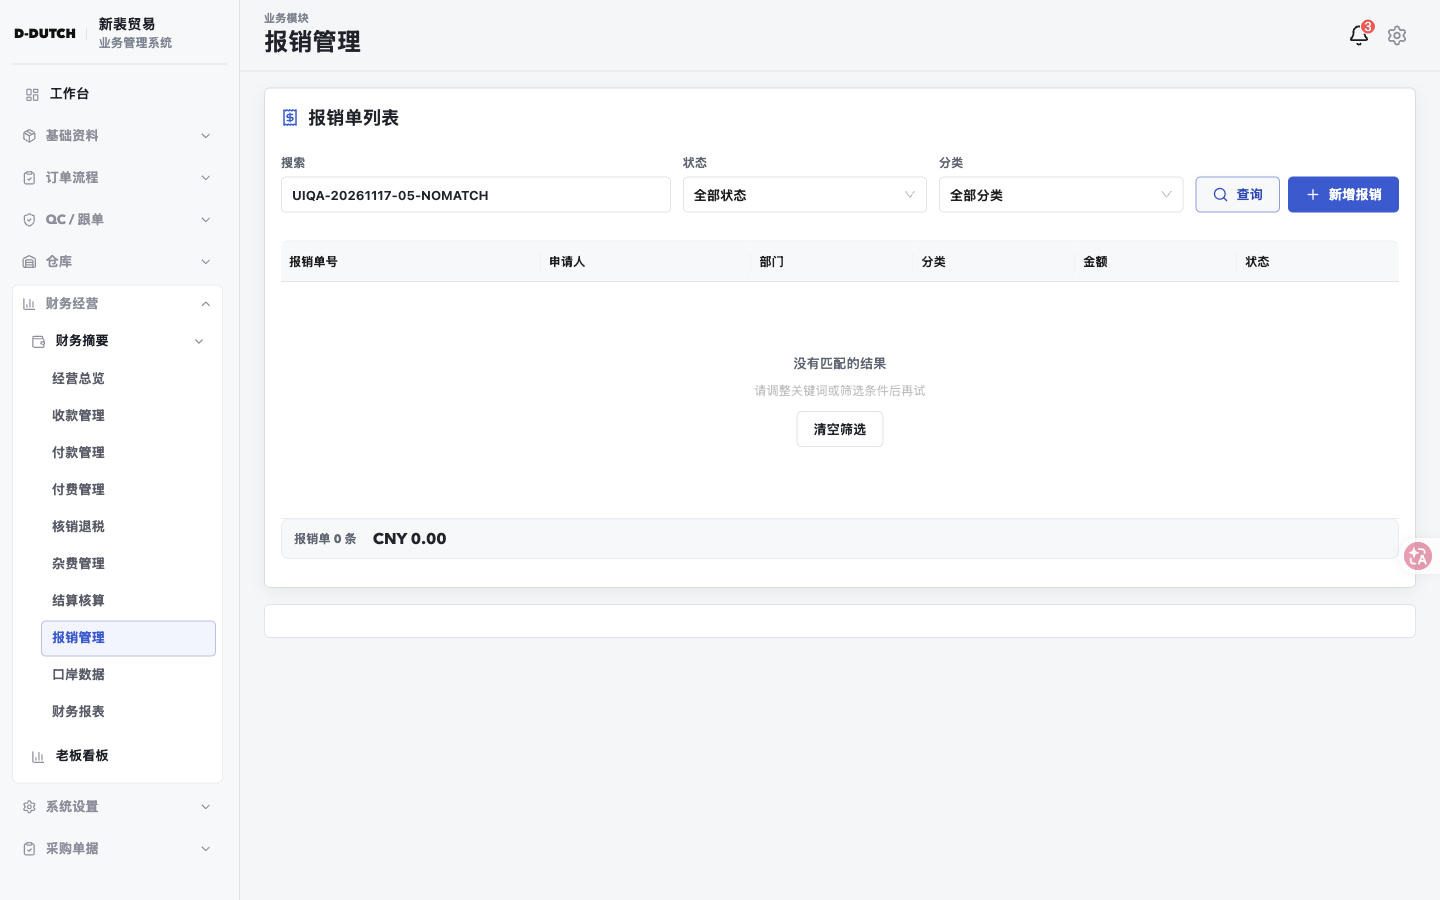 D-DUTCH
新裴贸易
业务管理系统
工作台
基础资料
订单流程
QC / 跟单
仓库
财务经营
财务摘要
经营总览
收款管理
付款管理
付费管理
核销退税
杂费管理
结算核算
报销管理
口岸数据
财务报表
老板看板
系统设置
采购单据
业务模块
报销管理
3
报销单列表
搜索
状态
分类
UIQA-20261117-05-NOMATCH
全部状态
全部分类
查询
新增报销
报销单号
申请人
部门
分类
金额
状态
没有匹配的结果
请调整关键词或筛选条件后再试
清空筛选
报销单 0 条 CNY 0.00